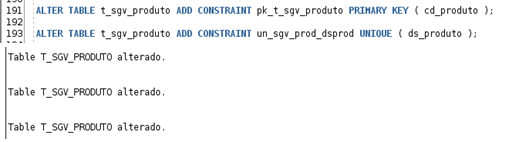 191 ALTER TABLE t_sgv_produto ADD CONSTRAINT pk_t_sgv_produto PRIMARY KEY ( cd_produto );
192
193 ALTER TABLE t_sgv_produto ADD CONSTRAINT un_sgv_prod_dsprod UNIQUE ( ds_produto );
Table T_SGV_PRODUTO alterado.
Table T_SGV_PRODUTO alterado.
Table T_SGV_PRODUTO alterado.